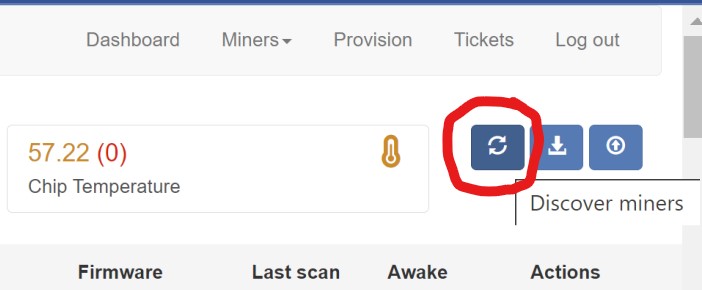 Dashboard Miners Provision Tickets Log out
57.22 (0)
Chip Temperature
Discover miners
Firmware Last scan Awake Actions